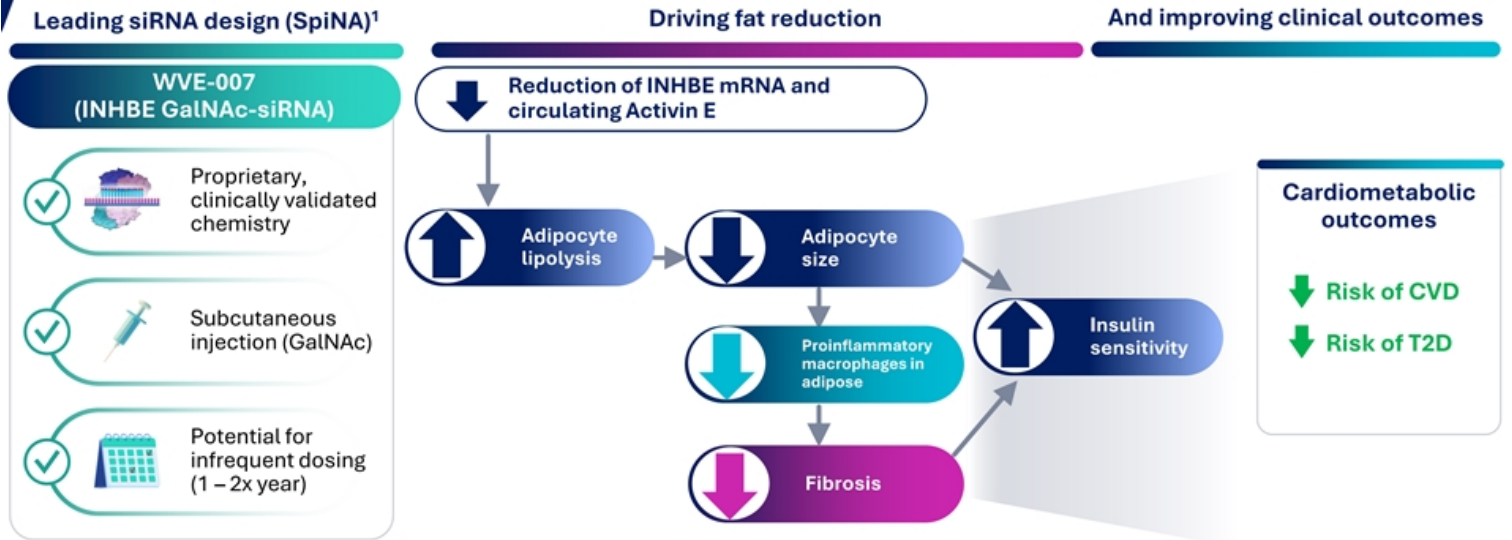 Leading siRNA design (SpiNA)¹
Driving fat reduction
And improving clinical outcomes
WVE-007
(INHBE GalNAc-siRNA)
Proprietary,
clinically validated
chemistry
Subcutaneous
injection (GalNAc)
Potential for
infrequent dosing
(1 – 2x year)
Reduction of INHBE mRNA and
circulating Activin E
Adipocyte
lipolysis
Adipocyte
size
Proinflammatory
macrophages in
adipose
Fibrosis
Insulin
sensitivity
Cardiometabolic
outcomes
Risk of CVD
Risk of T2D